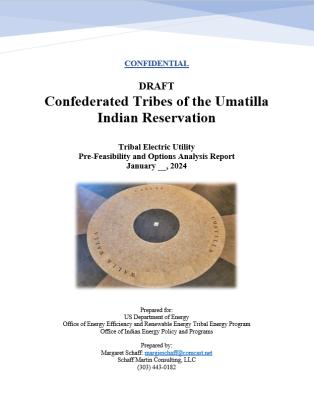 CONFIDENTIAL
DRAFT
Confederated Tribes of the Umatilla
Indian Reservation
Tribal Electric Utility
Pre-Feasibility and Options Analysis Report
January __, 2024
CAYUSE
UMATILLA
WALLA WALLA
Prepared for:
US Department of Energy
Office of Energy Efficiency and Renewable Energy Tribal Energy Program
Office of Indian Energy Policy and Programs
Prepared by:
Margaret Schaff: margieschaff@comcast.net
Schaff Martin Consulting, LLC
(303) 443-0182